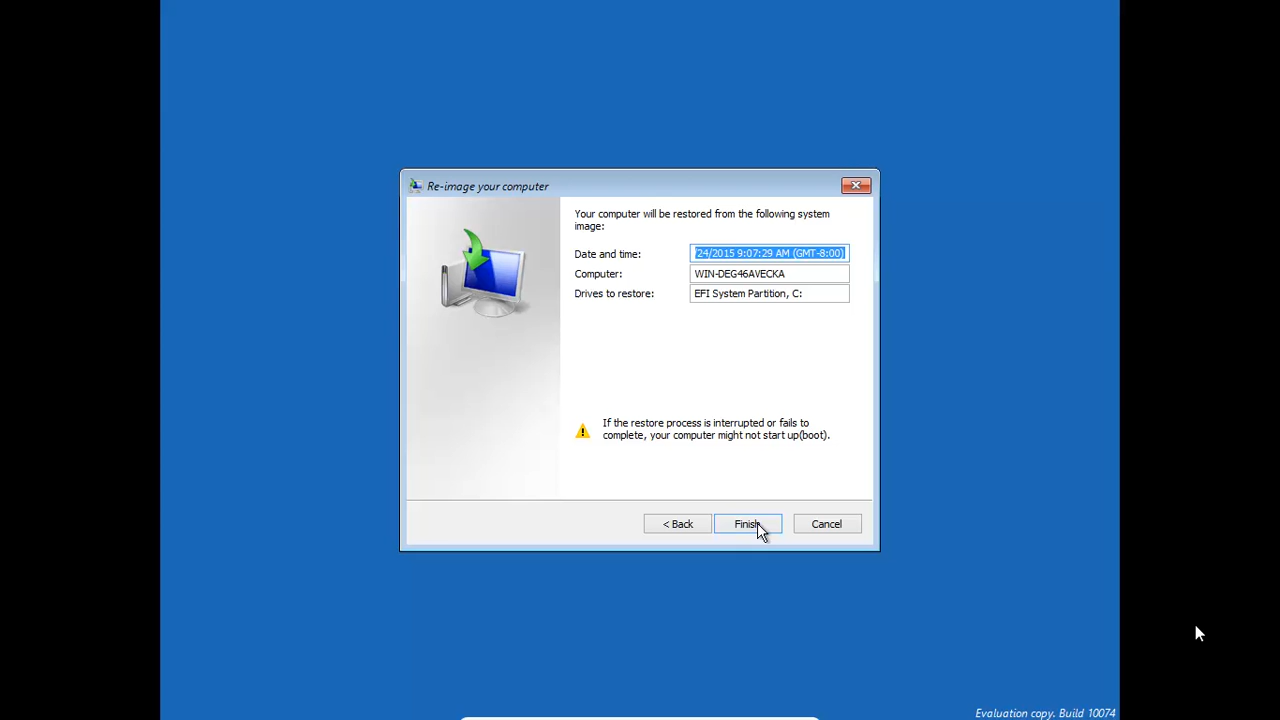 Re-image your computer
Your computer will be restored from the following system
image:
Date and time: /24/2015 9:07:29 AM (GMT-8:00)
Computer: WIN-DEG46AVECKA
Drives to restore: EFI System Partition, C:
If the restore process is interrupted or fails to
complete, your computer might not start up(boot).
< Back Finish Cancel
Evaluation copy. Build 10074